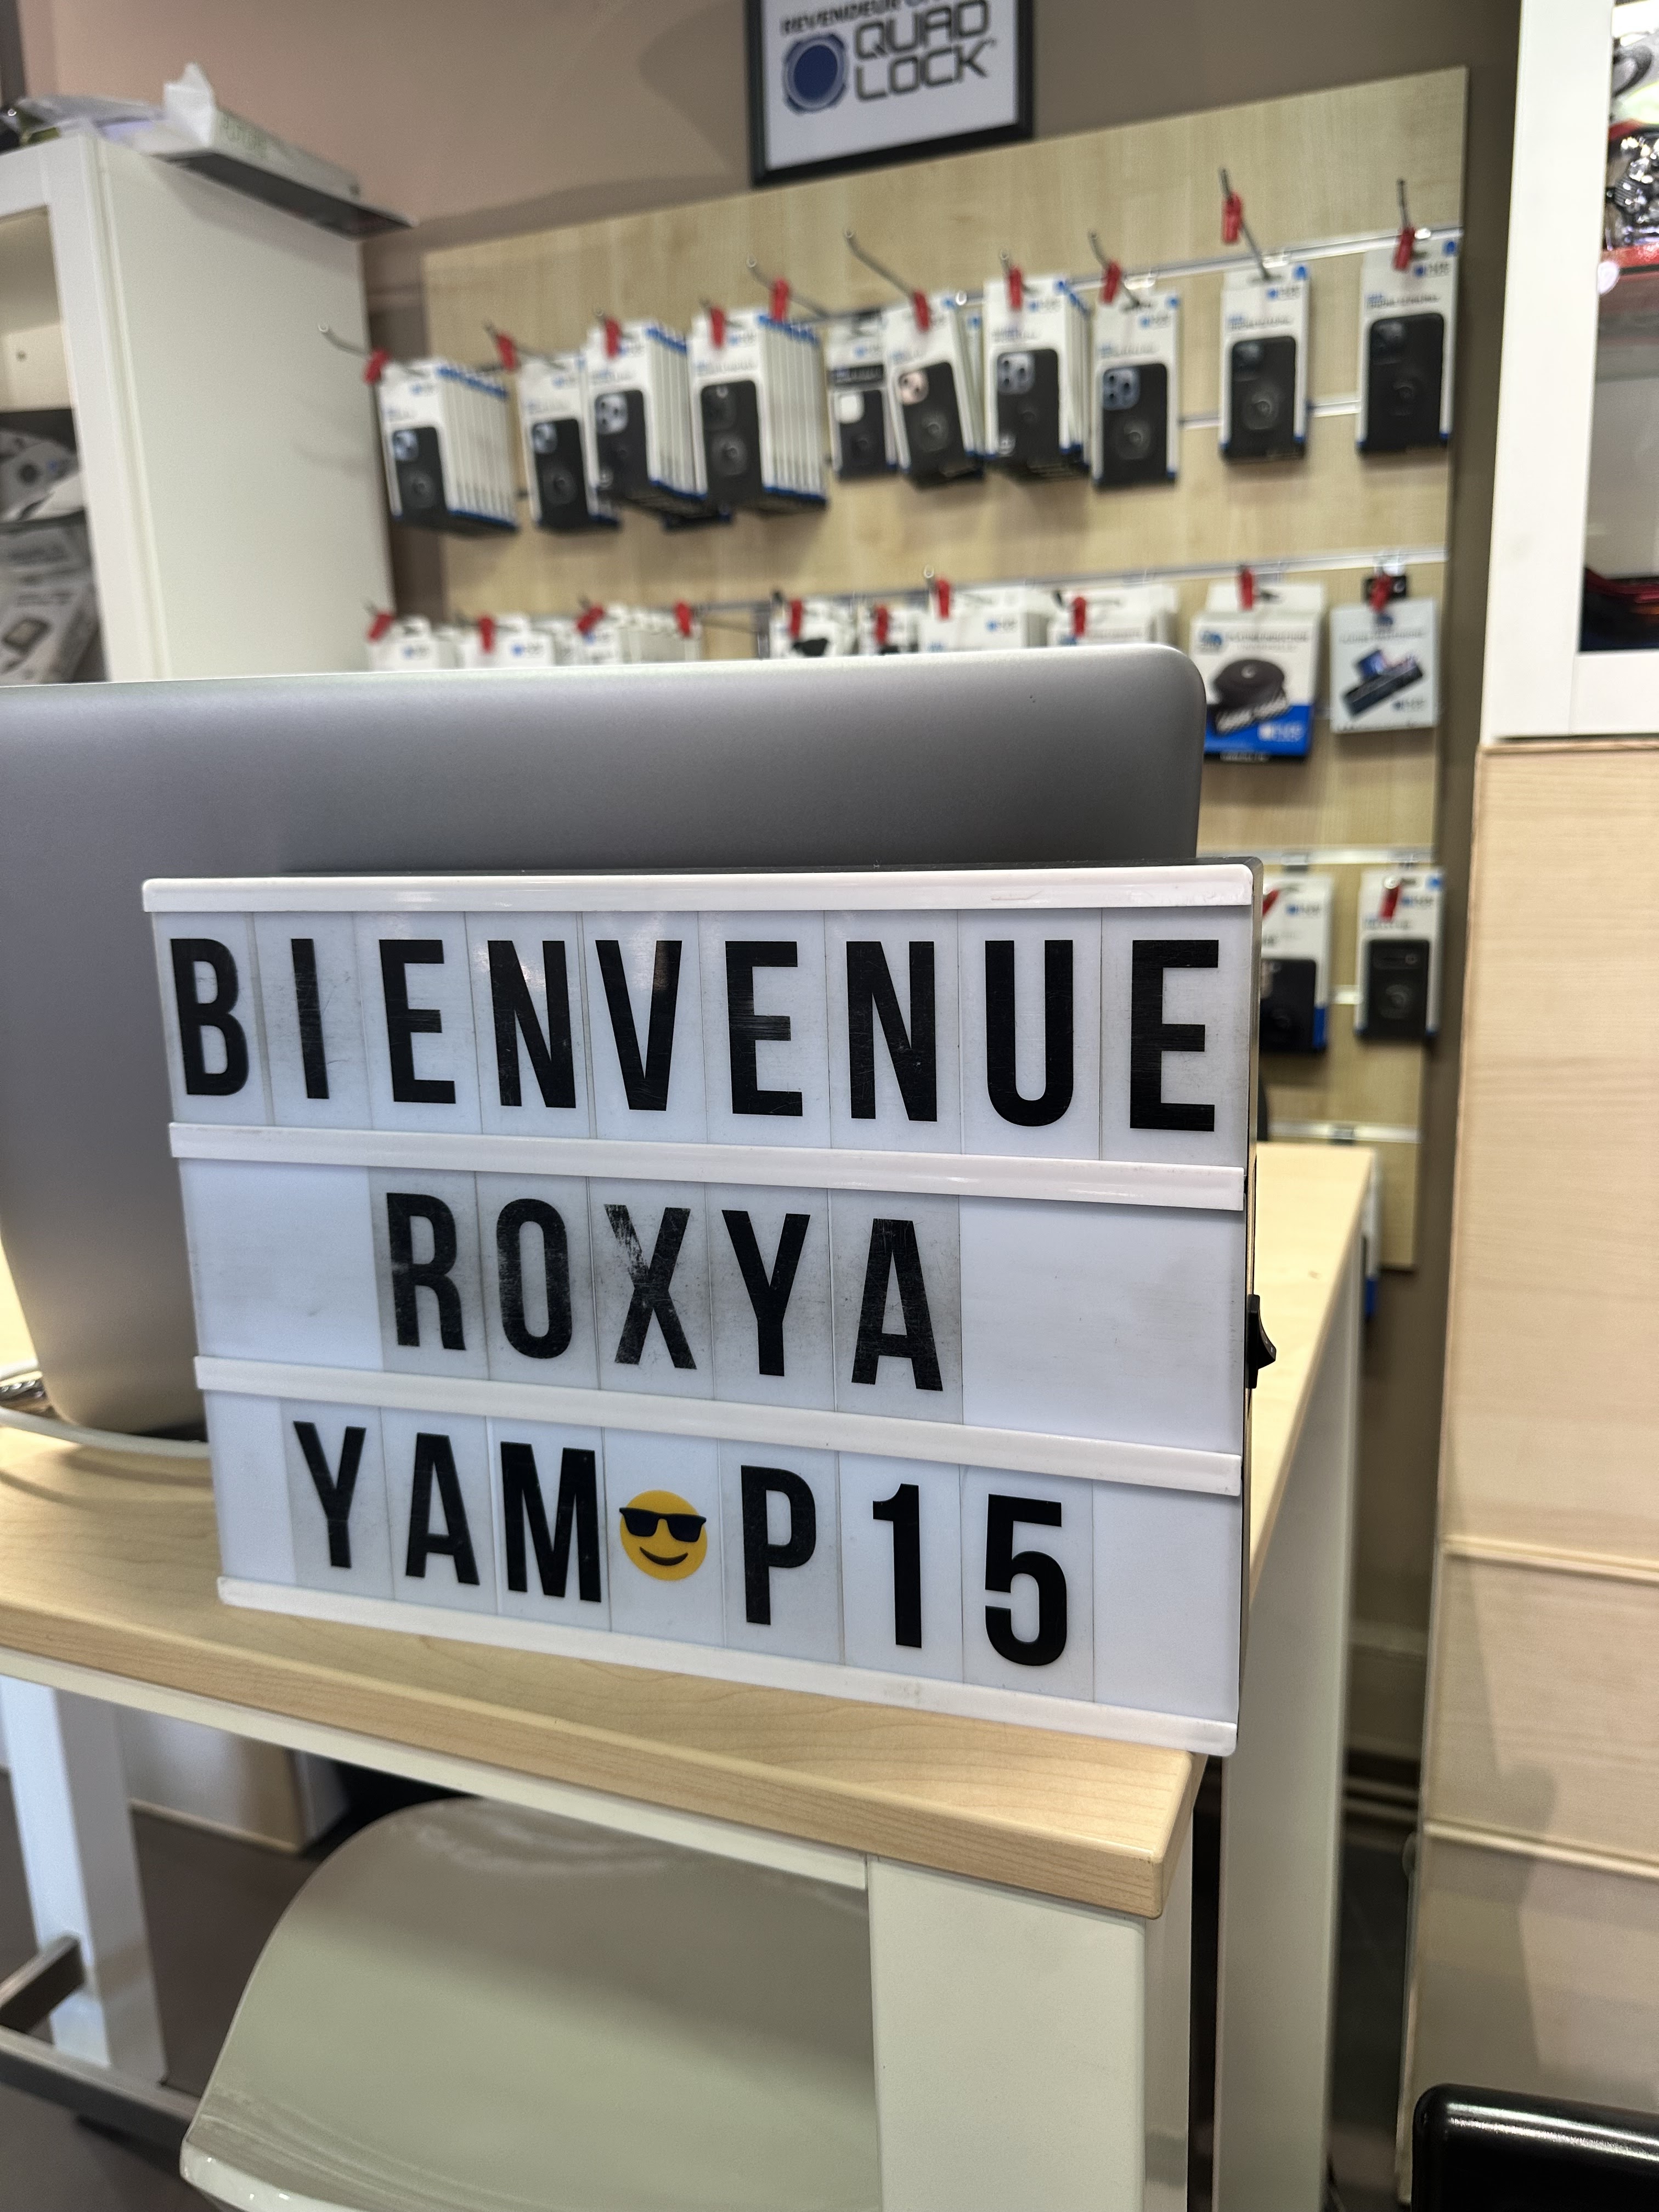 QUAD
LOCK
BIENVENUE
ROXYA
YAM😎P15